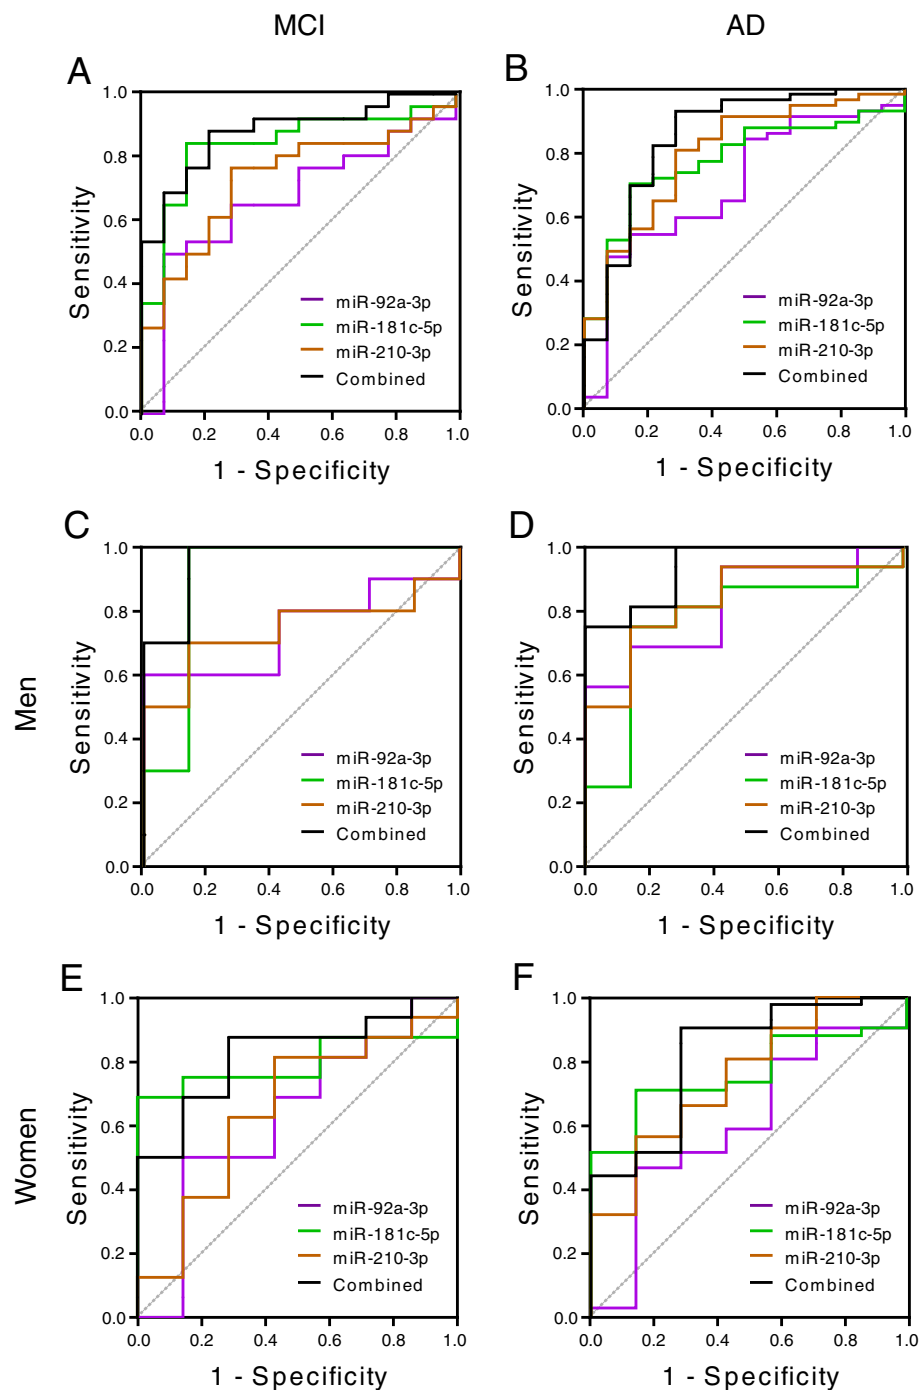 MCI
AD
A
1.0
0.8
0.6
0.4
0.2
0.0
Sensitivity
miR-92a-3p
miR-181c-5p
miR-210-3p
Combined
0.0 0.2 0.4 0.6 0.8 1.0
1 - Specificity
B
1.0
0.8
0.6
0.4
0.2
0.0
Sensitivity
miR-92a-3p
miR-181c-5p
miR-210-3p
Combined
0.0 0.2 0.4 0.6 0.8 1.0
1 - Specificity
Men
C
1.0
0.8
0.6
0.4
0.2
0.0
Sensitivity
miR-92a-3p
miR-181c-5p
miR-210-3p
Combined
0.0 0.2 0.4 0.6 0.8 1.0
1 - Specificity
D
1.0
0.8
0.6
0.4
0.2
0.0
Sensitivity
miR-92a-3p
miR-181c-5p
miR-210-3p
Combined
0.0 0.2 0.4 0.6 0.8 1.0
1 - Specificity
Women
E
1.0
0.8
0.6
0.4
0.2
0.0
Sensitivity
miR-92a-3p
miR-181c-5p
miR-210-3p
Combined
0.0 0.2 0.4 0.6 0.8 1.0
1 - Specificity
F
1.0
0.8
0.6
0.4
0.2
0.0
Sensitivity
miR-92a-3p
miR-181c-5p
miR-210-3p
Combined
0.0 0.2 0.4 0.6 0.8 1.0
1 - Specificity